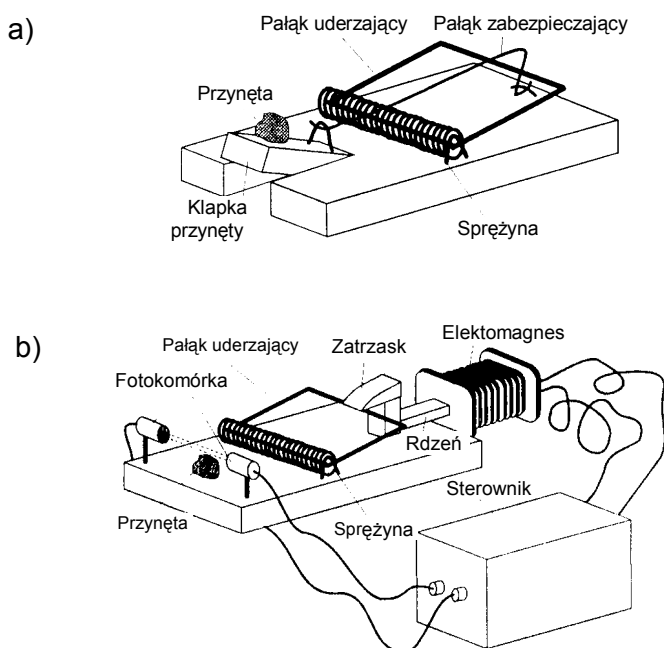 a)
Pałąk uderzający
Pałąk zabezpieczający
Przynęta
Klapka
przynęty
Sprężyna
b)
Elektomagnes
Zatrzask
Pałąk uderzający
Fotokomórka
Rdzeń
Sterownik
Przynęta
Sprężyna